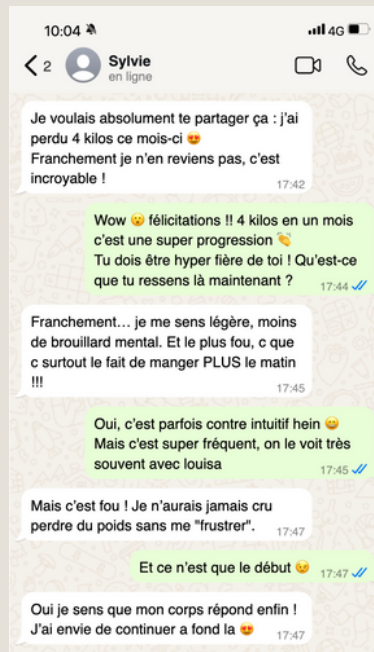 10:04
4G
2
Sylvie
en ligne
Je voulais absolument te partager ça : j'ai
perdu 4 kilos ce mois-ci 😍
Franchement je n'en reviens pas, c'est
incroyable !
17:42
Wow 😮 félicitations !! 4 kilos en un mois
c'est une super progression 👏
Tu dois être hyper fière de toi ! Qu'est-ce
que tu ressens là maintenant ?
17:44
Franchement... je me sens légère, moins
de brouillard mental. Et le plus fou, c que
c surtout le fait de manger PLUS le matin
!!!
17:45
Oui, c'est parfois contre intuitif hein 😄
Mais c'est super fréquent, on le voit très
souvent avec louisa
17:45
Mais c'est fou ! Je n'aurais jamais cru
perdre du poids sans me "frustrer".
17:47
Et ce n'est que le début 😉
17:47
Oui je sens que mon corps répond enfin !
J'ai envie de continuer a fond la 😍
17:47